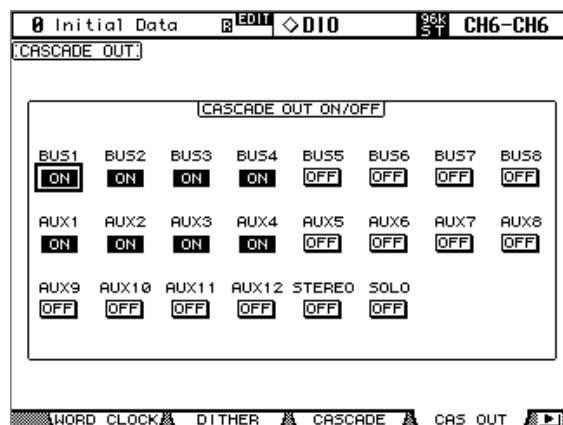 0 Initial Data R EDIT ◇DIO 96k ST CH6-CH6
CASCADE OUT
CASCADE OUT ON/OFF
BUS1 BUS2 BUS3 BUS4 BUS5 BUS6 BUS7 BUS8
ON ON ON ON OFF OFF OFF OFF
AUX1 AUX2 AUX3 AUX4 AUX5 AUX6 AUX7 AUX8
ON ON ON ON OFF OFF OFF OFF
AUX9 AUX10 AUX11 AUX12 STEREO SOLO
OFF OFF OFF OFF OFF OFF
WORD CLOCK DITHER CASCADE CAS OUT